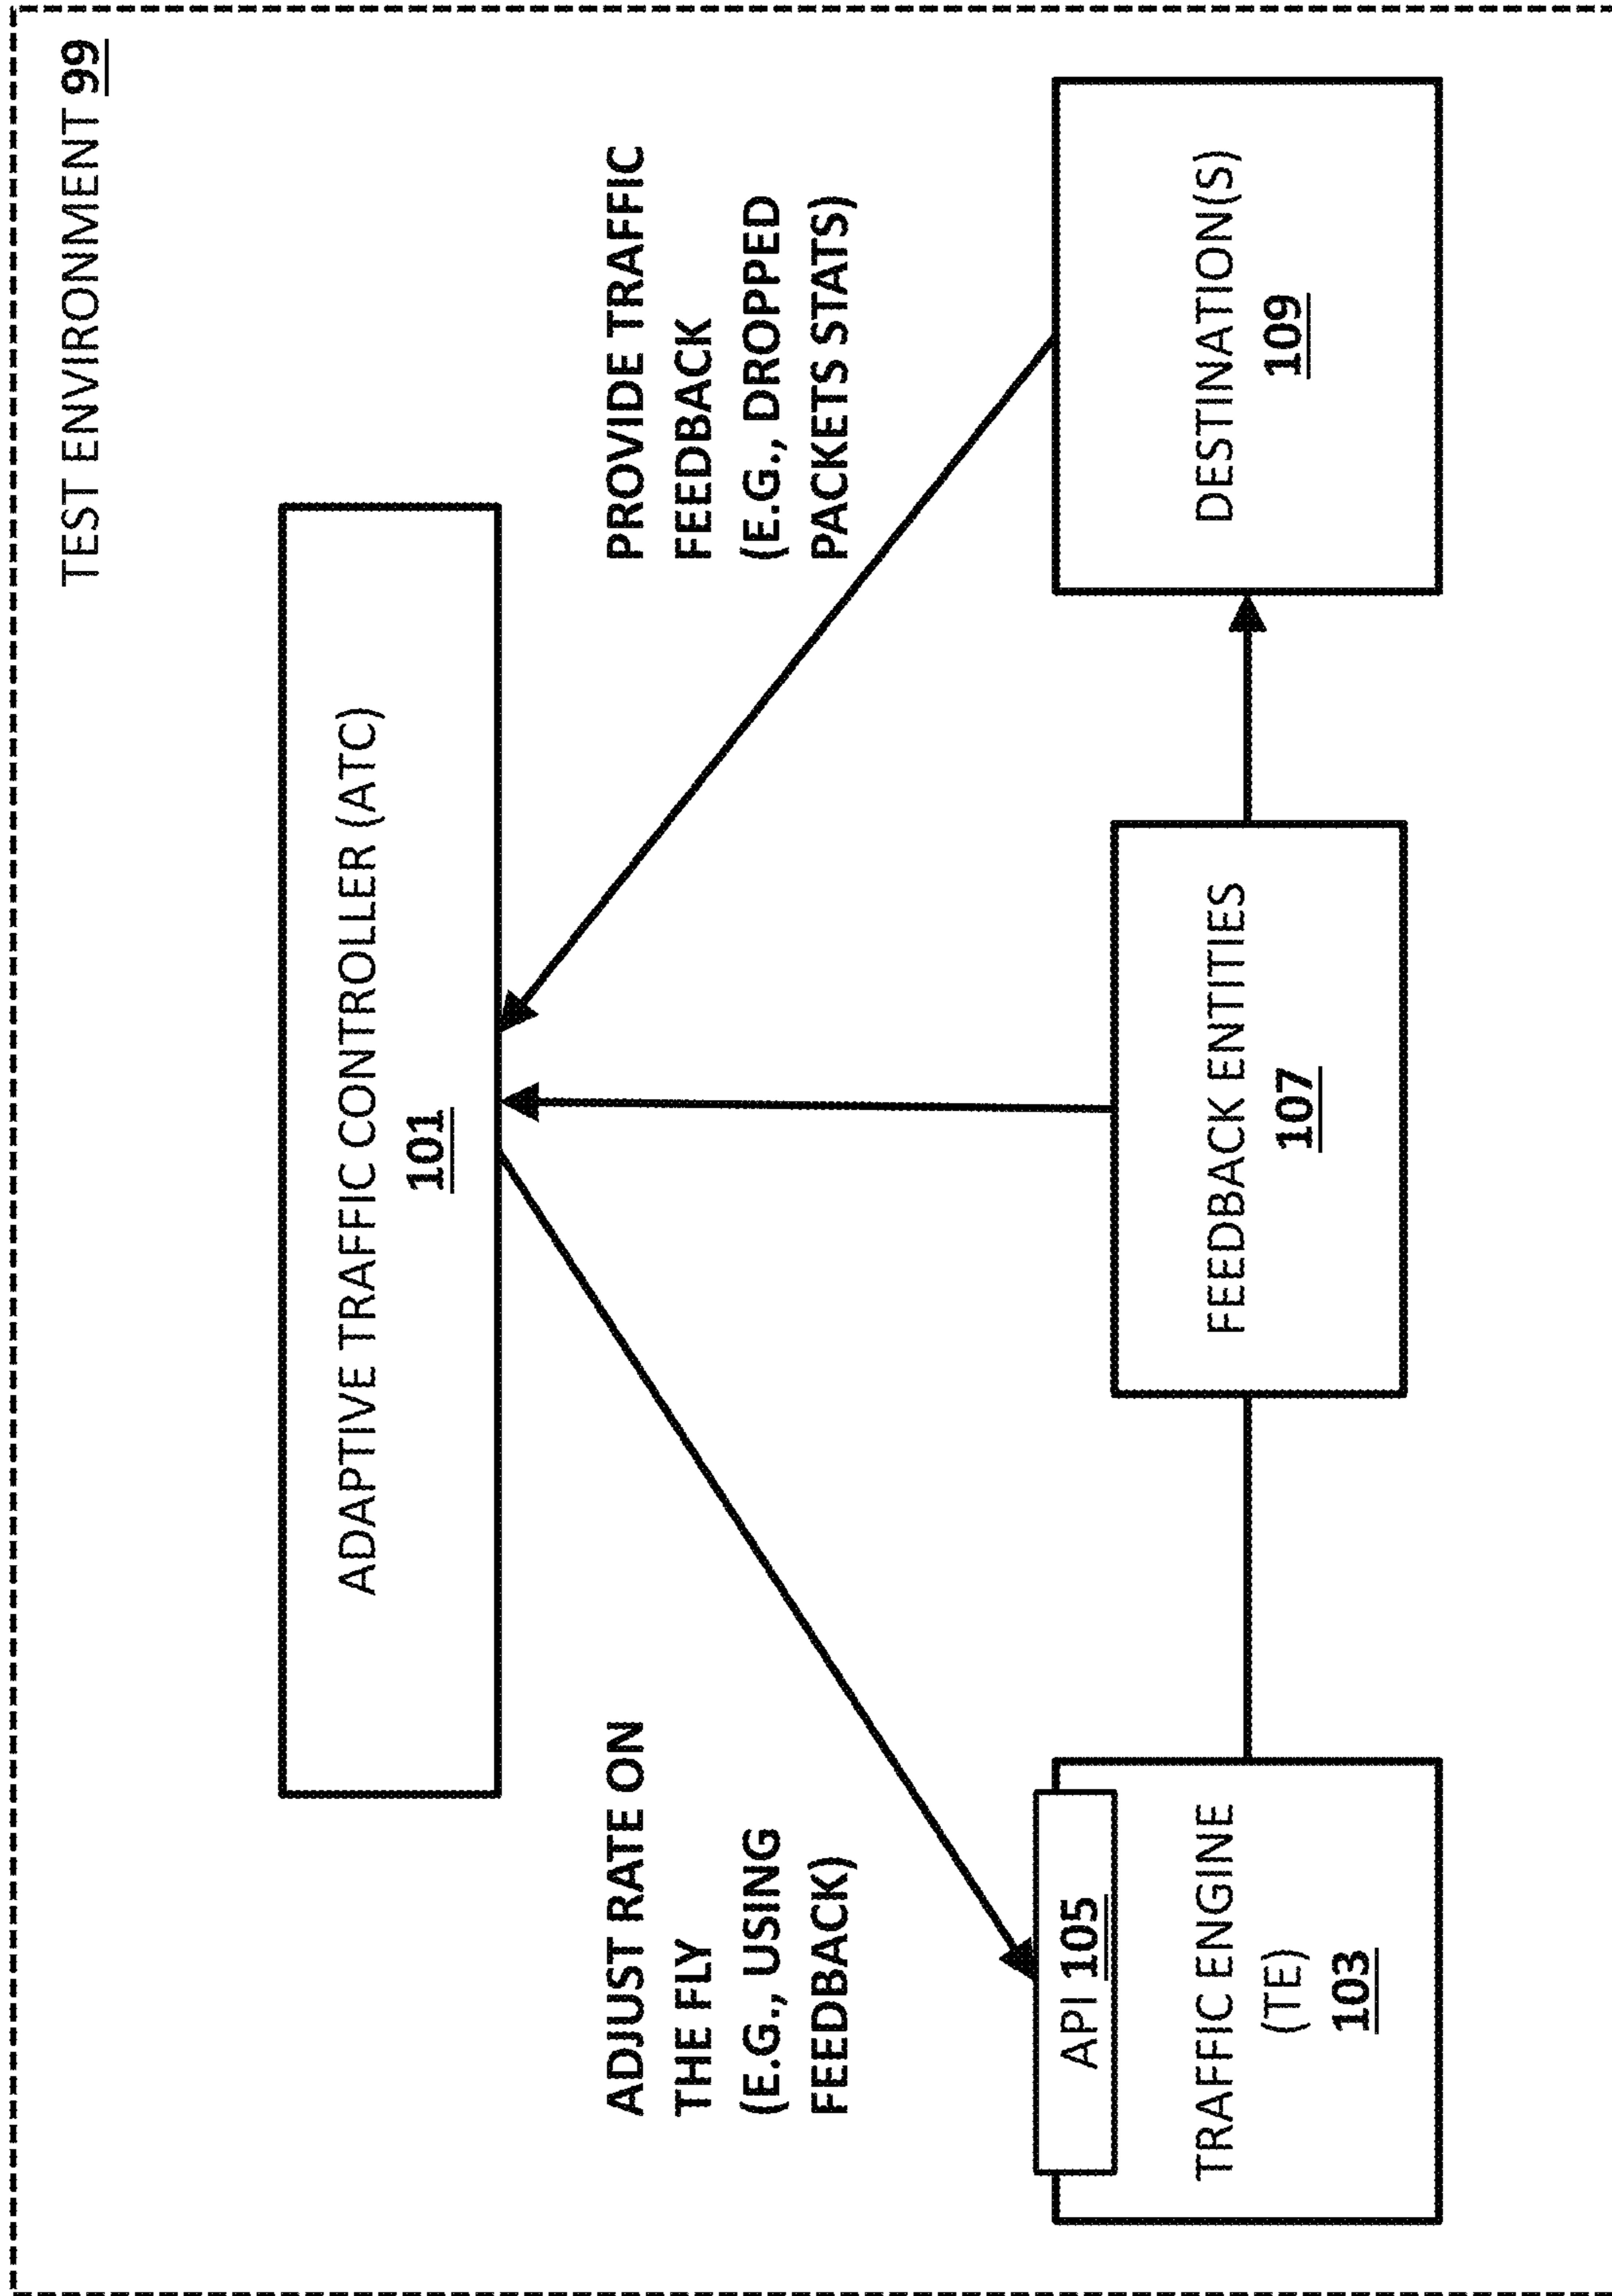 TEST ENVIRONMENT 99
ADAPTIVE TRAFFIC CONTROLLER (ATC)
101
ADJUST RATE ON
THE FLY
(E.G., USING
FEEDBACK)
PROVIDE TRAFFIC
FEEDBACK
(E.G., DROPPED
PACKETS STATS)
API 105
TRAFFIC ENGINE
(TE)
103
FEEDBACK ENTITIES
107
DESTINATION(S)
109